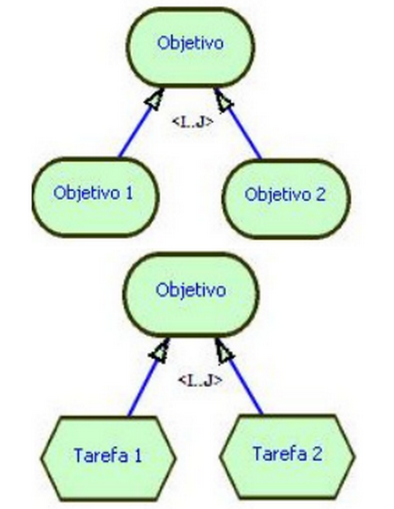 Objetivo
<I..J>
Objetivo 1
Objetivo 2
Objetivo
<I..J>
Tarefa 1
Tarefa 2